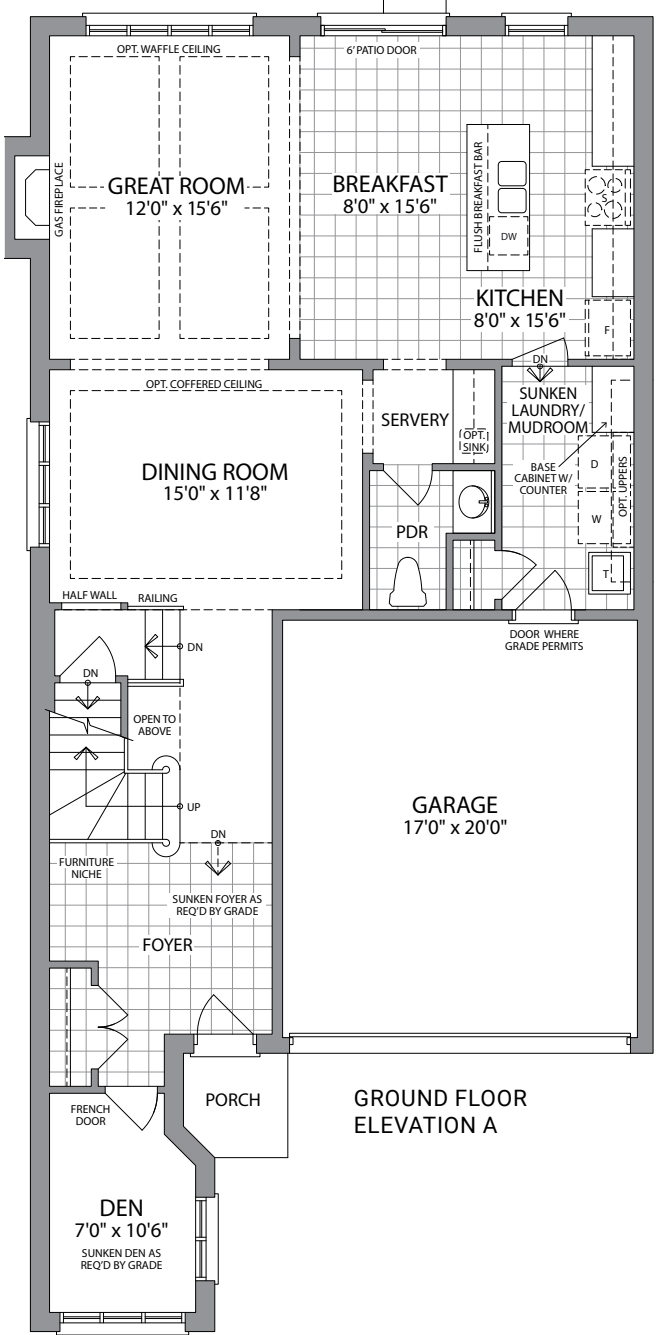 OPT. WAFFLE CEILING
6' PATIO DOOR
GAS FIREPLACE
GREAT ROOM
12'0" x 15'6"
BREAKFAST
8'0" x 15'6"
FLUSH BREAKFAST BAR
DW
S
KITCHEN
8'0" x 15'6"
F
DN
OPT. COFFERED CEILING
SERVERY
OPT.
SINK
SUNKEN
LAUNDRY/
MUDROOM
BASE
CABINET W/
COUNTER
D
W
OPT. UPPERS
T
DINING ROOM
15'0" x 11'8"
PDR
HALF WALL
RAILING
DN
DN
DOOR WHERE
GRADE PERMITS
OPEN TO
ABOVE
UP
GARAGE
17'0" x 20'0"
DN
FURNITURE
NICHE
SUNKEN FOYER AS
REQ'D BY GRADE
FOYER
PORCH
GROUND FLOOR
ELEVATION A
FRENCH
DOOR
DEN
7'0" x 10'6"
SUNKEN DEN AS
REQ'D BY GRADE